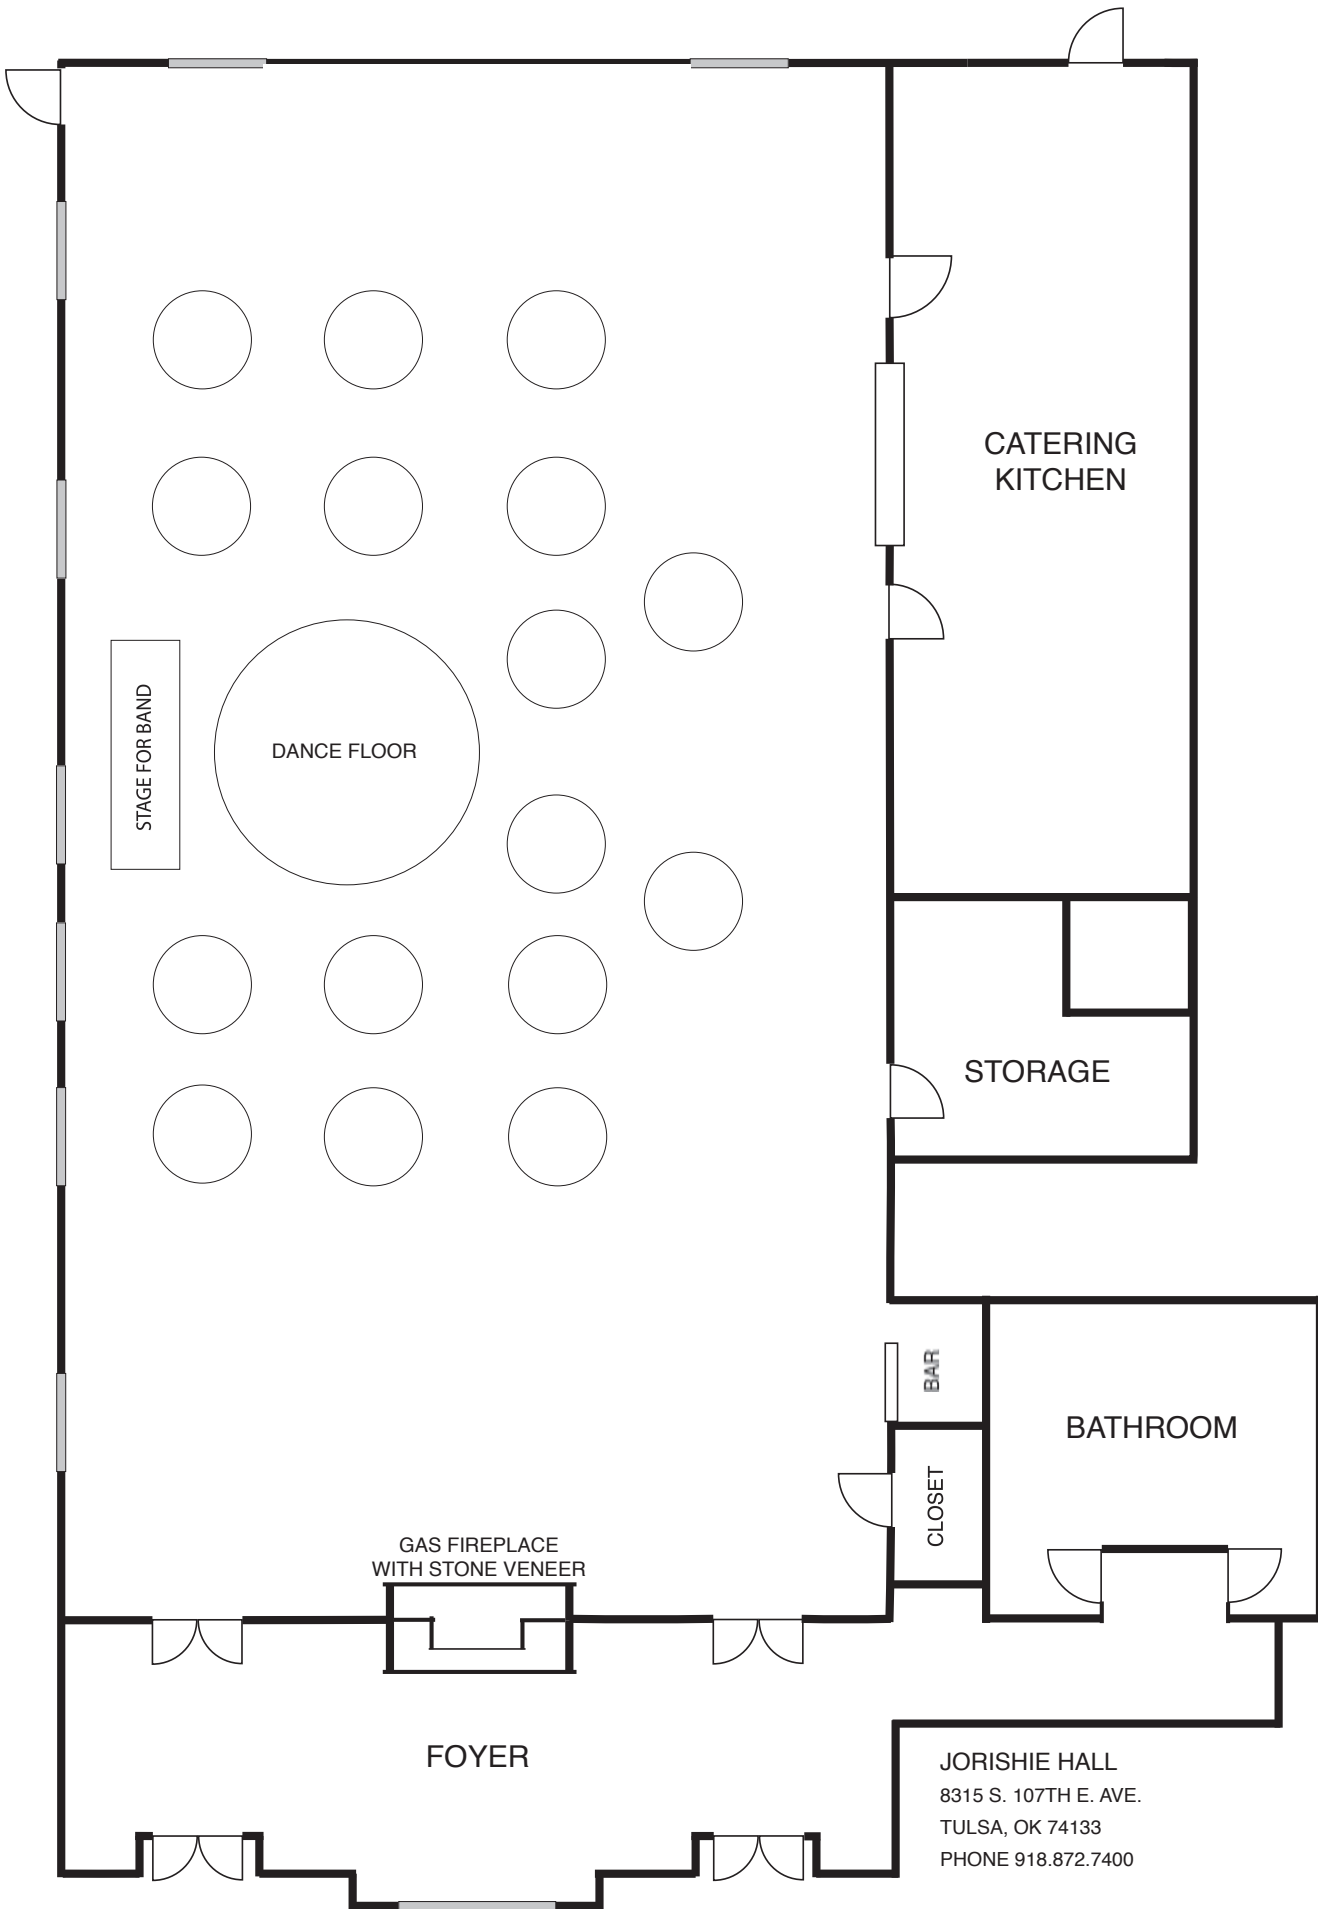 CATERING
KITCHEN
STAGE FOR BAND
DANCE FLOOR
STORAGE
BAR
BATHROOM
CLOSET
GAS FIREPLACE
WITH STONE VENEER
FOYER
JORISHIE HALL
8315 S. 107TH E. AVE.
TULSA, OK 74133
PHONE 918.872.7400